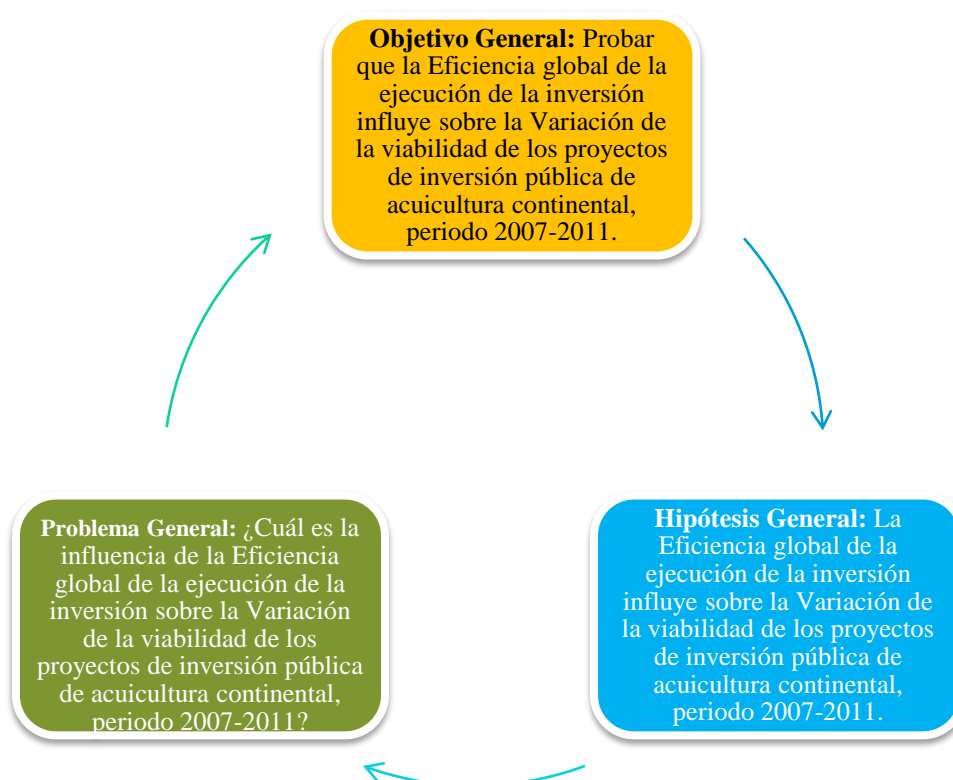 Objetivo General: Probar
que la Eficiencia global de la
ejecución de la inversión
influye sobre la Variación de
la viabilidad de los proyectos
de inversión pública de
acuicultura continental,
periodo 2007-2011.
Problema General: ¿Cuál es la
influencia de la Eficiencia
global de la ejecución de la
inversión sobre la Variación
de la viabilidad de los
proyectos de inversión pública
de acuicultura continental,
periodo 2007-2011?
Hipótesis General: La
Eficiencia global de la
ejecución de la inversión
influye sobre la Variación de
la viabilidad de los proyectos
de inversión pública de
acuicultura continental,
periodo 2007-2011.